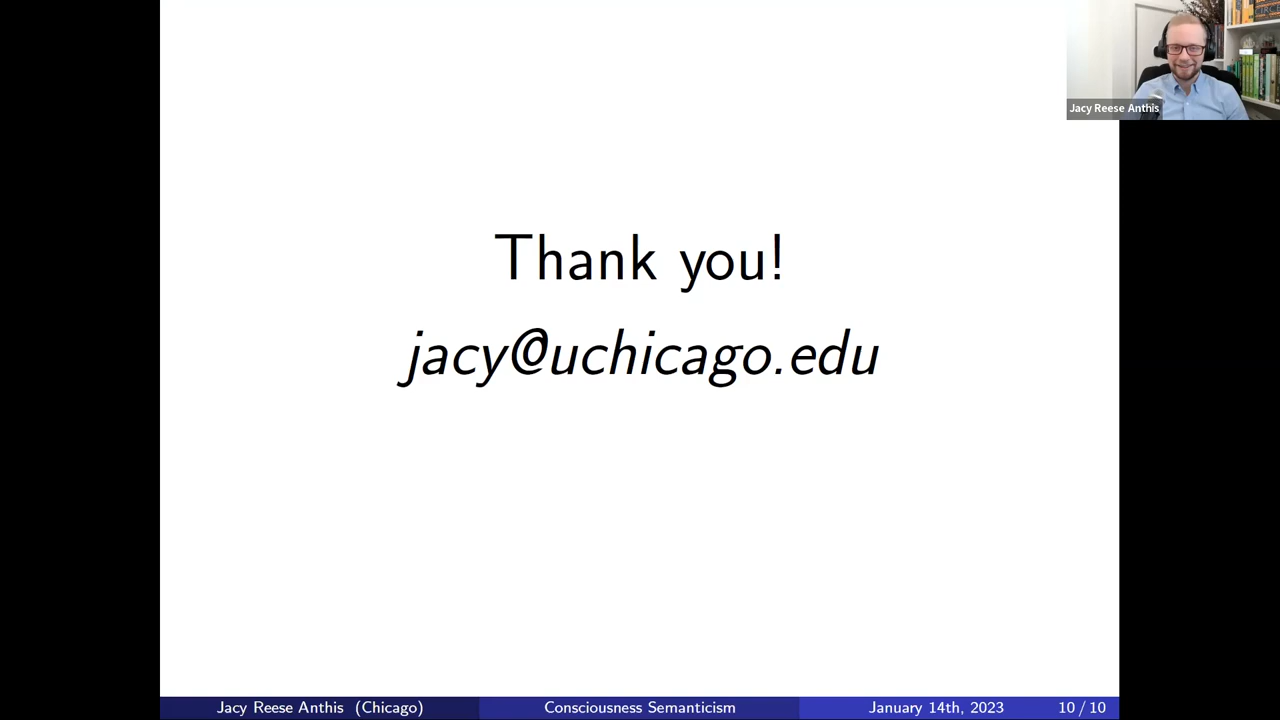 Jacy Reese Anthis
Thank you!
jacy@uchicago.edu
Jacy Reese Anthis (Chicago)
Consciousness Semanticism
January 14th, 2023
10 / 10